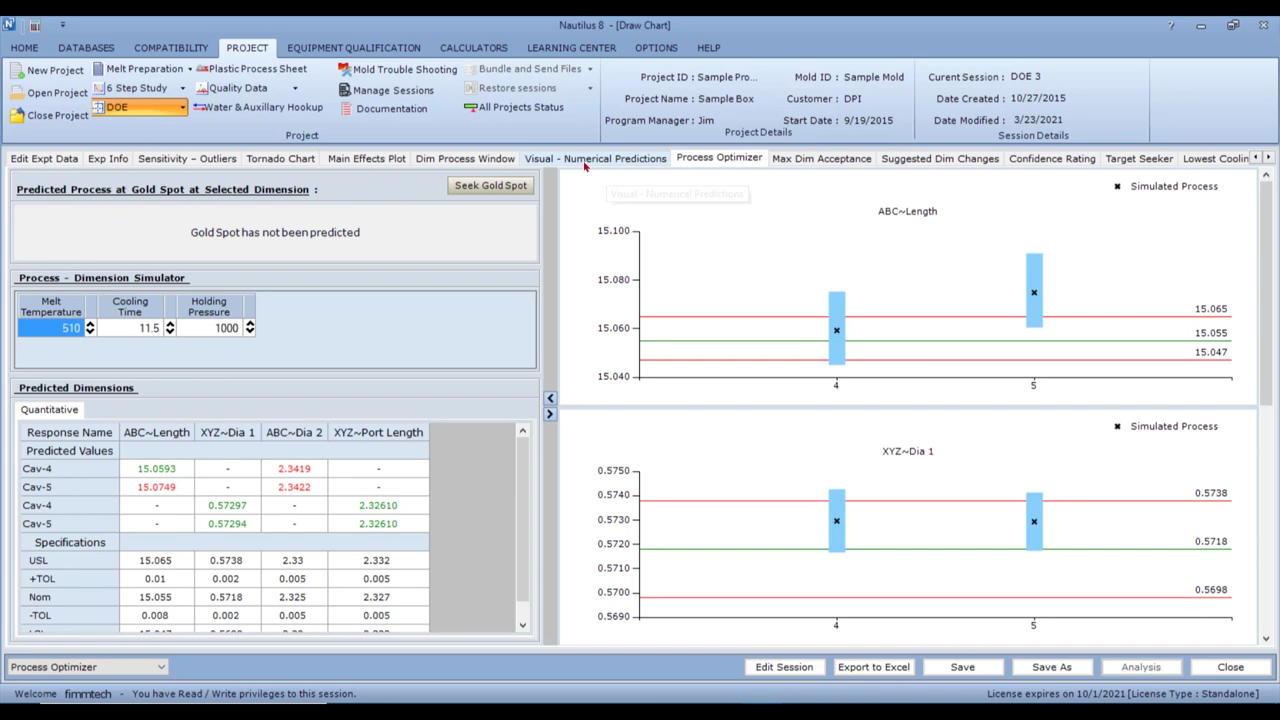 Nautilus 8 - [Draw Chart]
HOME DATABASES COMPATIBILITY PROJECT EQUIPMENT QUALIFICATION CALCULATORS LEARNING CENTER OPTIONS HELP
New Project Melt Preparation Plastic Process Sheet Mold Trouble Shooting Bundle and Send Files
Open Project 6 Step Study Quality Data Manage Sessions Restore sessions
Close Project DOE Water & Auxiliary Hookup Documentation All Projects Status
Project
Project ID : Sample Pro... Mold ID : Sample Mold
Project Name : Sample Box Customer : DPI
Program Manager : Jim Start Date : 9/19/2015
Project Details
Curent Session : DOE 3
Date Created : 10/27/2015
Date Modified : 3/23/2021
Session Details
Edit Expt Data Exp Info Sensitivity - Outliers Tornado Chart Main Effects Plot Dim Process Window Visual - Numerical Predictions Process Optimizer Max Dim Acceptance Suggested Dim Changes Confidence Rating Target Seeker Lowest Coolin
Predicted Process at Gold Spot at Selected Dimension : Seek Gold Spot
Gold Spot has not been predicted
Process - Dimension Simulator
Melt Temperature Cooling Time Holding Pressure
510 11.5 1000
Predicted Dimensions
Quantitative
Response Name ABC~Length XYZ~Dia 1 ABC~Dia 2 XYZ~Port Length
Predicted Values
Cav-4 15.0593 - 2.3419 -
Cav-5 15.0749 - 2.3422 -
Cav-4 - 0.57297 - 2.32610
Cav-5 - 0.57294 - 2.32610
Specifications
USL 15.065 0.5738 2.33 2.332
+TOL 0.01 0.002 0.005 0.005
Nom 15.055 0.5718 2.325 2.327
-TOL 0.008 0.002 0.005 0.005
Visual - Numerical Predictions
Simulated Process
ABC~Length
15.100
15.080
15.060
15.040
15.065
15.055
15.047
4 5
Simulated Process
XYZ~Dia 1
0.5750
0.5740
0.5730
0.5720
0.5710
0.5700
0.5690
0.5738
0.5718
0.5698
4 5
Process Optimizer Edit Session Export to Excel Save Save As Analysis Close
Welcome fimmtech - You have Read / Write privileges to this session. License expires on 10/1/2021 [License Type : Standalone]